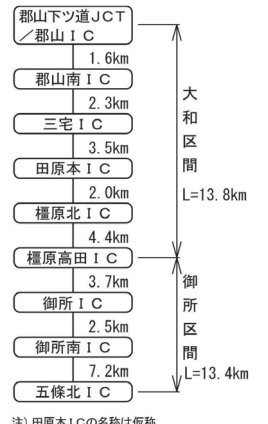 郡山下ツ道JCT
／郡山IC
1.6km
郡山南IC
2.3km
三宅IC
3.5km
田原本IC
2.0km
橿原北IC
4.4km
橿原高田IC
3.7km
御所IC
2.5km
御所南IC
7.2km
五條北IC
大和区間
L=13.8km
御所区間
L=13.4km
注）田原本ICの名称は仮称